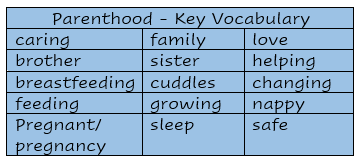 Parenthood - Key Vocabulary
caring family love
brother sister helping
breastfeeding cuddles changing
feeding growing nappy
Pregnant/ sleep safe
pregnancy